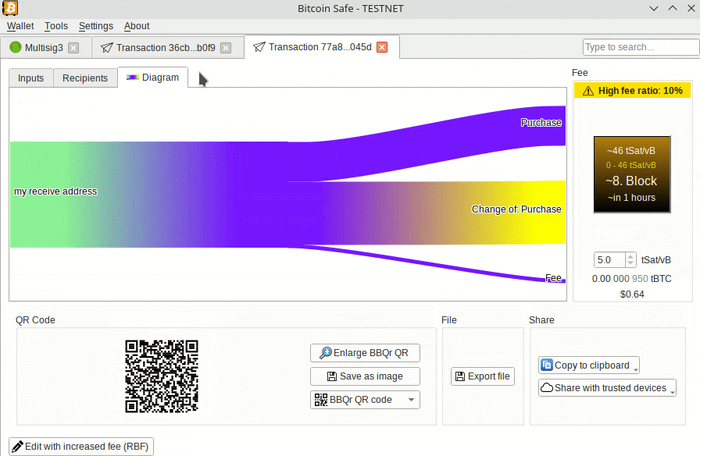 Bitcoin Safe - TESTNET
Wallet Tools Settings About
Multisig3 Transaction 36cb...b0f9 Transaction 77a8...045d Type to search...
Inputs Recipients Diagram
Fee
High fee ratio: 10%
Purchase
my receive address
Change of: Purchase
Fee
~46 tSat/vB
0 - 46 tSat/vB
~8. Block
~in 1 hours
5.0 tSat/vB
0.00 000 950 tBTC
$0.64
QR Code
Enlarge BBQr QR
Save as image
BBQr QR code
File
Export file
Share
Copy to clipboard
Share with trusted devices
Edit with increased fee (RBF)